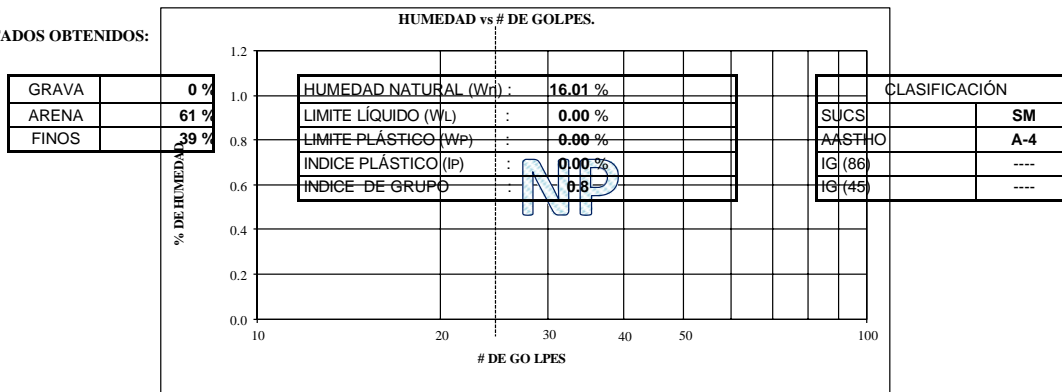 HUMEDAD vs # DE GOLPES.
TADOS OBTENIDOS:
GRAVA 0 %
ARENA 61 %
FINOS 39 %
HUMEDAD NATURAL (Wn) : 16.01 %
LIMITE LÍQUIDO (WL) : 0.00 %
LIMITE PLÁSTICO (WP) : 0.00 %
INDICE PLÁSTICO (IP) : 0.00 %
INDICE DE GRUPO : 0.8
CLASIFICACIÓN
SUCS SM
AASTHO A-4
IG (86) ----
IG (45) ----
NP
% DE HUMEDAD
1.2
1.0
0.8
0.6
0.4
0.2
0.0
10 20 30 40 50 100
# DE GO LPES